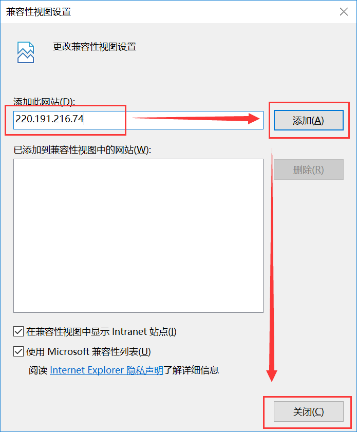 兼容性视图设置
更改兼容性视图设置
添加此网站(D):
220.191.216.74
添加(A)
已添加到兼容性视图中的网站(W):
删除(R)
在兼容性视图中显示 Intranet 站点(I)
使用 Microsoft 兼容性列表(U)
阅读 Internet Explorer 隐私声明了解详细信息
关闭(C)